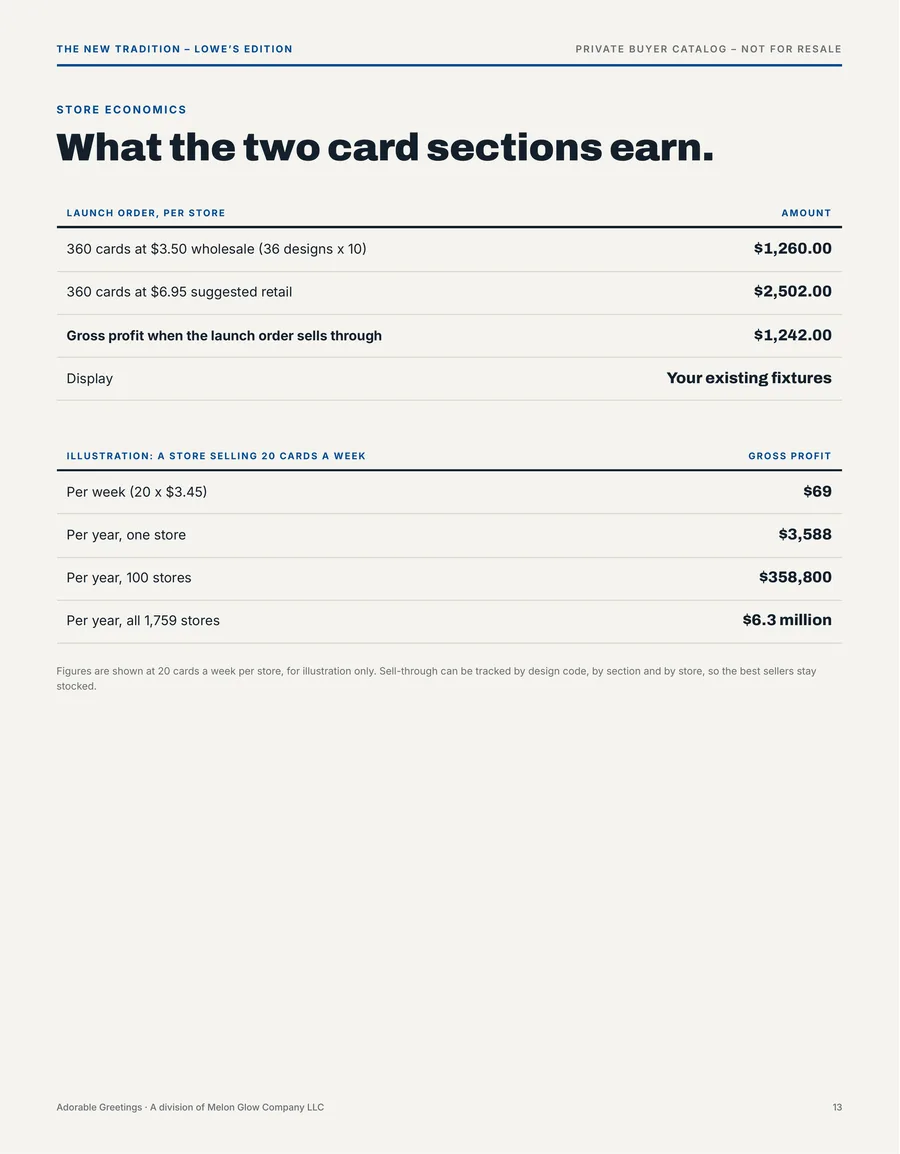 THE NEW TRADITION – LOWE’S EDITION PRIVATE BUYER CATALOG – NOT FOR RESALE
STORE ECONOMICS
What the two card sections earn.
LAUNCH ORDER, PER STORE AMOUNT
360 cards at $3.50 wholesale (36 designs x 10) $1,260.00
360 cards at $6.95 suggested retail $2,502.00
Gross profit when the launch order sells through $1,242.00
Display Your existing fixtures
ILLUSTRATION: A STORE SELLING 20 CARDS A WEEK GROSS PROFIT
Per week (20 x $3.45) $69
Per year, one store $3,588
Per year, 100 stores $358,800
Per year, all 1,759 stores $6.3 million
Figures are shown at 20 cards a week per store, for illustration only. Sell-through can be tracked by design code, by section and by store, so the best sellers stay
stocked.
Adorable Greetings · A division of Melon Glow Company LLC 13